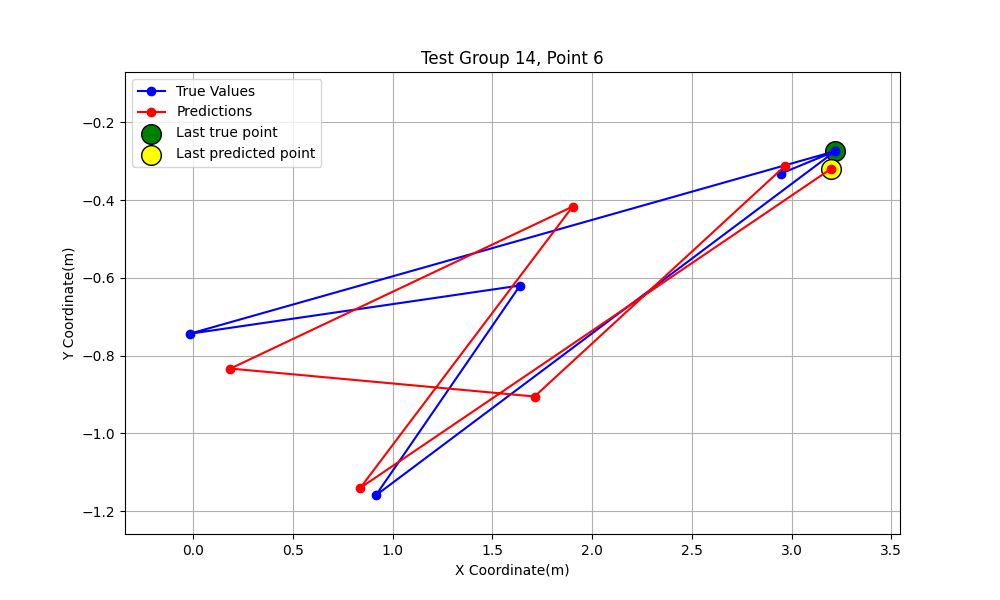 Test Group 14, Point 6
True Values
Predictions
Last true point
Last predicted point
−0.2
−0.4
−0.6
−0.8
−1.0
−1.2
Y Coordinate(m)
0.0 0.5 1.0 1.5 2.0 2.5 3.0 3.5
X Coordinate(m)